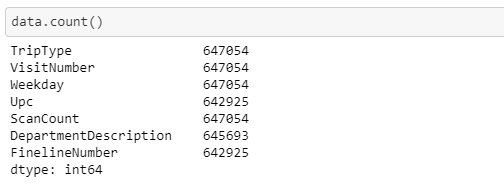 data.count()
TripType 647054
VisitNumber 647054
Weekday 647054
Upc 642925
ScanCount 647054
DepartmentDescription 645693
FinelineNumber 642925
dtype: int64